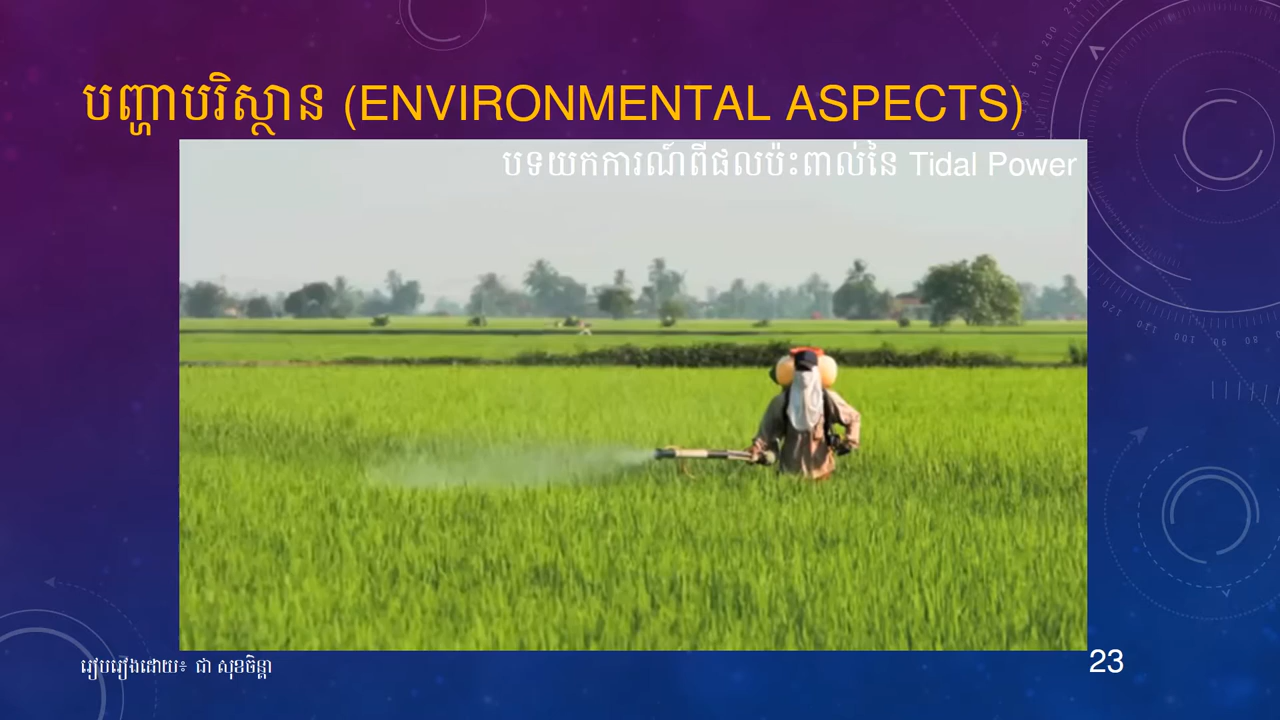 បញ្ហាបរិស្ថាន (ENVIRONMENTAL ASPECTS)
បទយកការណ៍ពីផលប៉ះពាល់នៃ Tidal Power
រៀបរៀងដោយ៖ ជា សុខចិន្តា
23